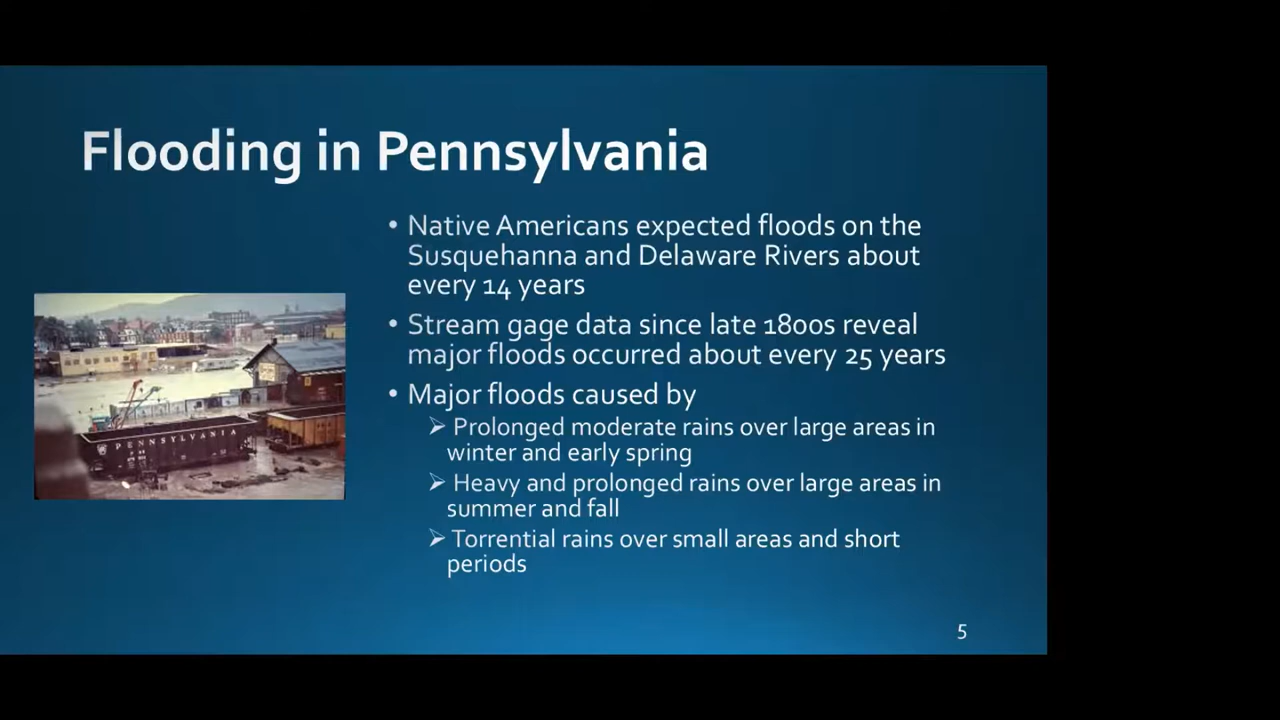 Flooding in Pennsylvania
• Native Americans expected floods on the
Susquehanna and Delaware Rivers about
every 14 years
• Stream gage data since late 1800s reveal
major floods occurred about every 25 years
• Major floods caused by
➢ Prolonged moderate rains over large areas in
winter and early spring
➢ Heavy and prolonged rains over large areas in
summer and fall
➢ Torrential rains over small areas and short
periods
PENNSYLVANIA
5